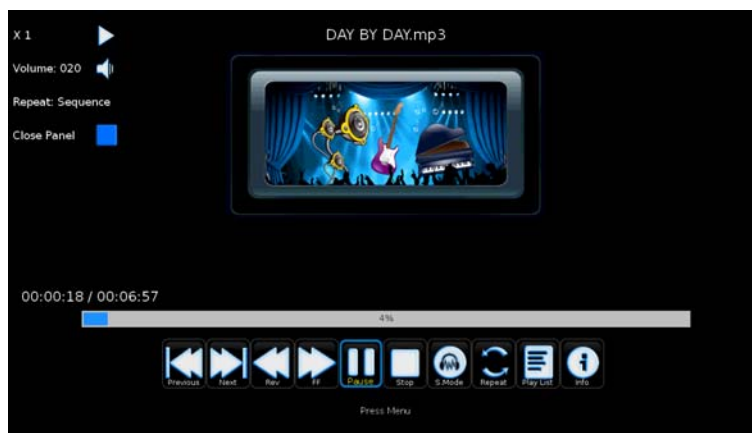 X 1
DAY BY DAY.mp3
Volume: 020
Repeat: Sequence
Close Panel
00:00:18 / 00:06:57
4%
Previous Next Rev FF Pause Stop S.Mode Repeat Play List Info
Press Menu